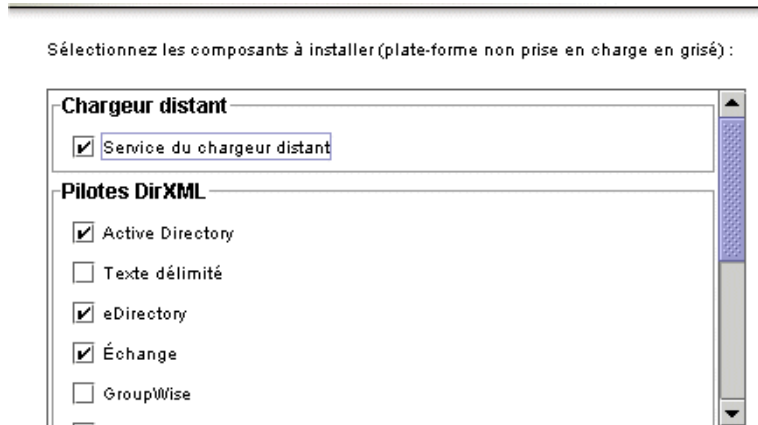 Sélectionnez les composants à installer (plate-forme non prise en charge en grisé) :
Chargeur distant
Service du chargeur distant
Pilotes DirXML
Active Directory
Texte délimité
eDirectory
Échange
GroupWise